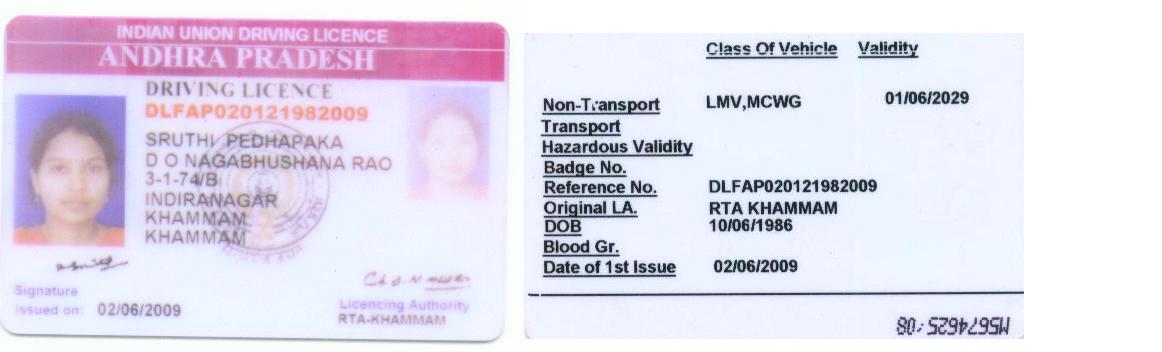 INDIAN UNION DRIVING LICENCE
ANDHRA PRADESH
DRIVING LICENCE
DLFAP020121982009
SRUTHI PEDHAPAKA
D O NAGABHUSHANA RAO
3-1-74/B
INDIRANAGAR
KHAMMAM
KHAMMAM
Signature
Issued on: 02/06/2009
Licencing Authority
RTA-KHAMMAM
Class Of Vehicle Validity
Non-Transport LMV,MCWG 01/06/2029
Transport
Hazardous Validity
Badge No.
Reference No. DLFAP020121982009
Original LA. RTA KHAMMAM
DOB 10/06/1986
Blood Gr.
Date of 1st Issue 02/06/2009
M5674625/08